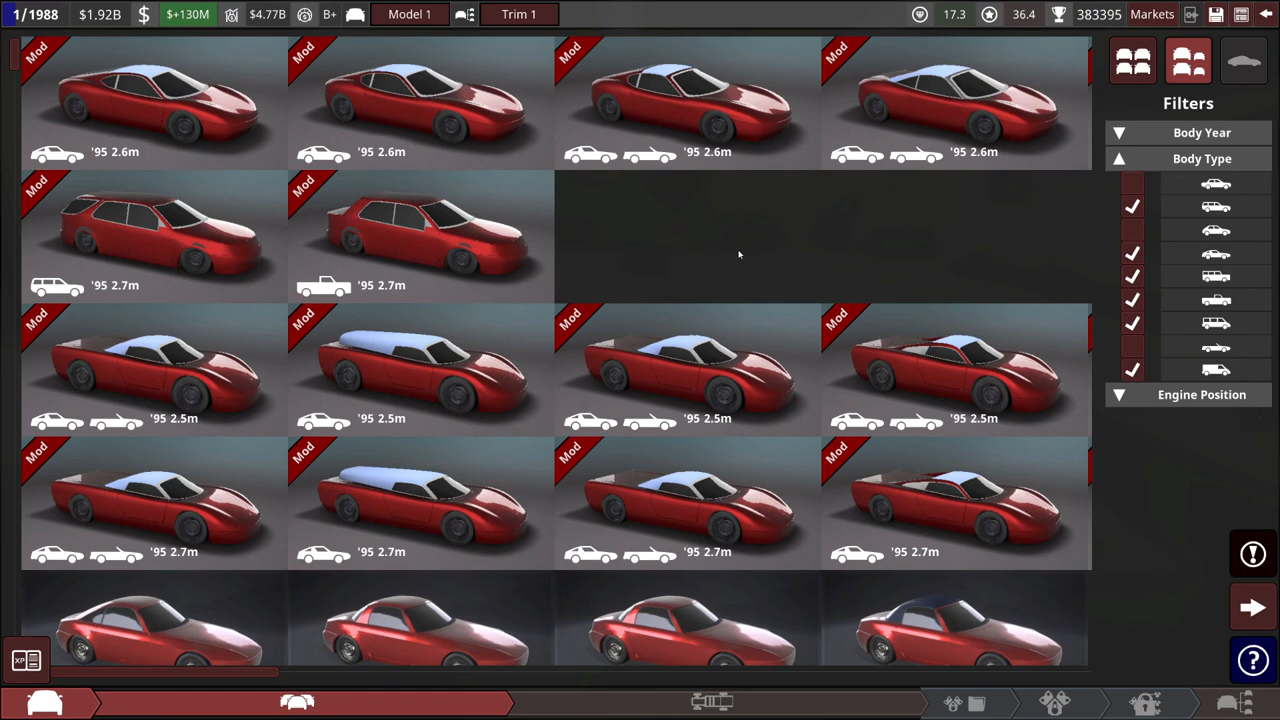 1/1988 $1.92B $+130M $4.77B B+ Model 1 Trim 1 17.3 36.4 383395 Markets
Mod Mod Mod Mod
'95 2.6m '95 2.6m '95 2.6m '95 2.6m
Mod Mod
'95 2.7m '95 2.7m
Mod Mod Mod Mod
'95 2.5m '95 2.5m '95 2.5m '95 2.5m
Mod Mod Mod Mod
'95 2.7m '95 2.7m '95 2.7m '95 2.7m
XP
Filters
Body Year
Body Type
Engine Position